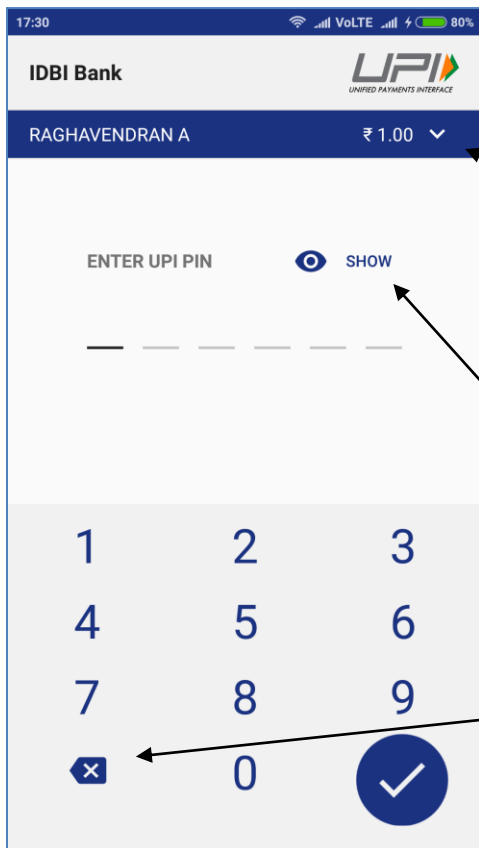 17:30 VoLTE 80%
IDBI Bank UPI
UNIFIED PAYMENTS INTERFACE
RAGHAVENDRAN A ₹ 1.00
ENTER UPI PIN SHOW
1 2 3
4 5 6
7 8 9
0